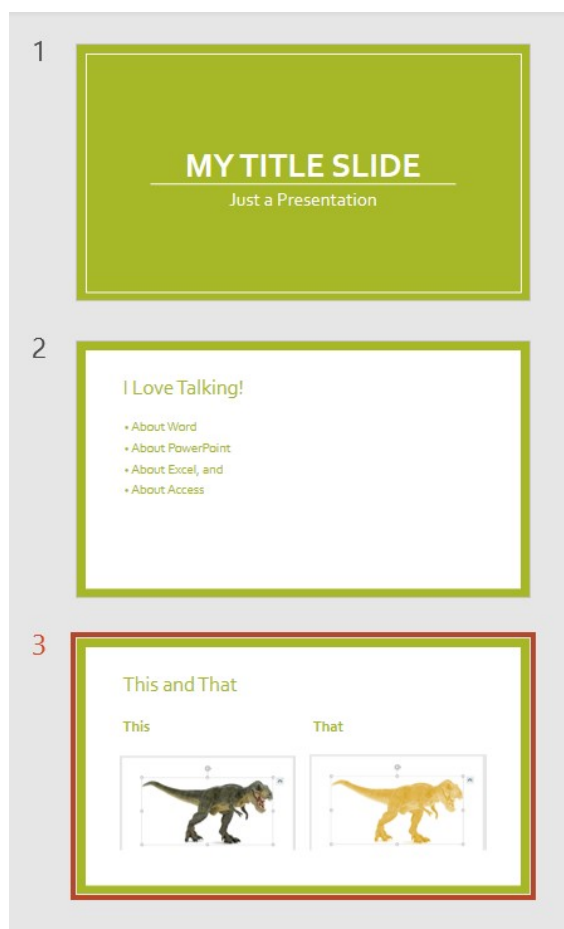 1
MY TITLE SLIDE
Just a Presentation
2
I Love Talking!
• About Word
• About PowerPoint
• About Excel, and
• About Access
3
This and That
This That